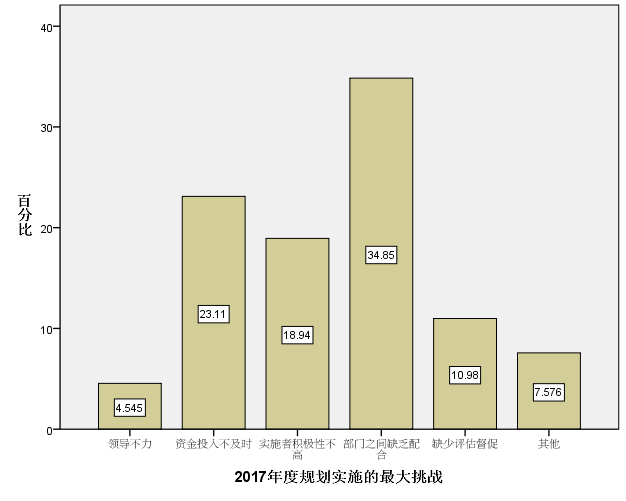 40
30
20
10
0
百分比
4.545
23.11
18.94
34.85
10.98
7.576
领导不力
资金投入不及时
实施者积极性不
高
部门之间缺乏配
合
缺少评估督促
其他
2017年度规划实施的最大挑战